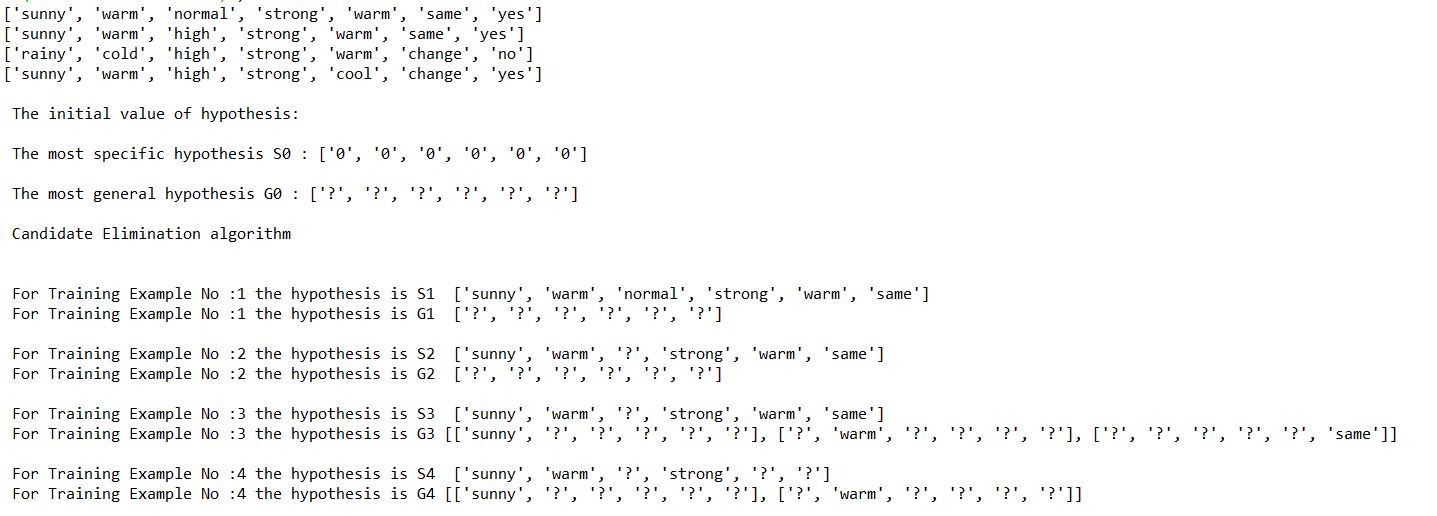 ['sunny', 'warm', 'normal', 'strong', 'warm', 'same', 'yes']
['sunny', 'warm', 'high', 'strong', 'warm', 'same', 'yes']
['rainy', 'cold', 'high', 'strong', 'warm', 'change', 'no']
['sunny', 'warm', 'high', 'strong', 'cool', 'change', 'yes']
The initial value of hypothesis:
The most specific hypothesis S0 : ['0', '0', '0', '0', '0', '0']
The most general hypothesis G0 : ['?', '?', '?', '?', '?', '?']
Candidate Elimination algorithm
For Training Example No :1 the hypothesis is S1  ['sunny', 'warm', 'normal', 'strong', 'warm', 'same']
For Training Example No :1 the hypothesis is G1  ['?', '?', '?', '?', '?', '?']
For Training Example No :2 the hypothesis is S2  ['sunny', 'warm', '?', 'strong', 'warm', 'same']
For Training Example No :2 the hypothesis is G2  ['?', '?', '?', '?', '?', '?']
For Training Example No :3 the hypothesis is S3  ['sunny', 'warm', '?', 'strong', 'warm', 'same']
For Training Example No :3 the hypothesis is G3 [['sunny', '?', '?', '?', '?', '?'], ['?', 'warm', '?', '?', '?', '?'], ['?', '?', '?', '?', '?', 'same']]
For Training Example No :4 the hypothesis is S4  ['sunny', 'warm', '?', 'strong', '?', '?']
For Training Example No :4 the hypothesis is G4 [['sunny', '?', '?', '?', '?', '?'], ['?', 'warm', '?', '?', '?', '?']]